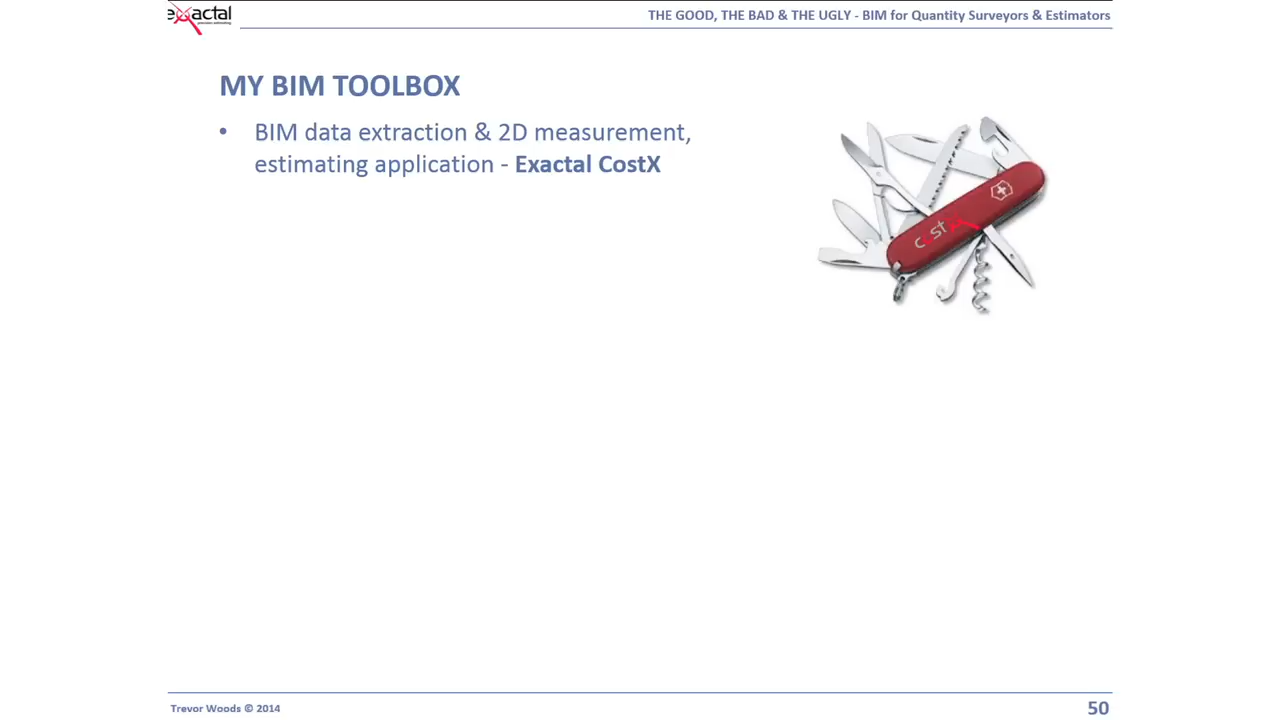 exactal
THE GOOD, THE BAD & THE UGLY - BIM for Quantity Surveyors & Estimators
MY BIM TOOLBOX
• BIM data extraction & 2D measurement,
estimating application - Exactal CostX
costX
Trevor Woods © 2014
50